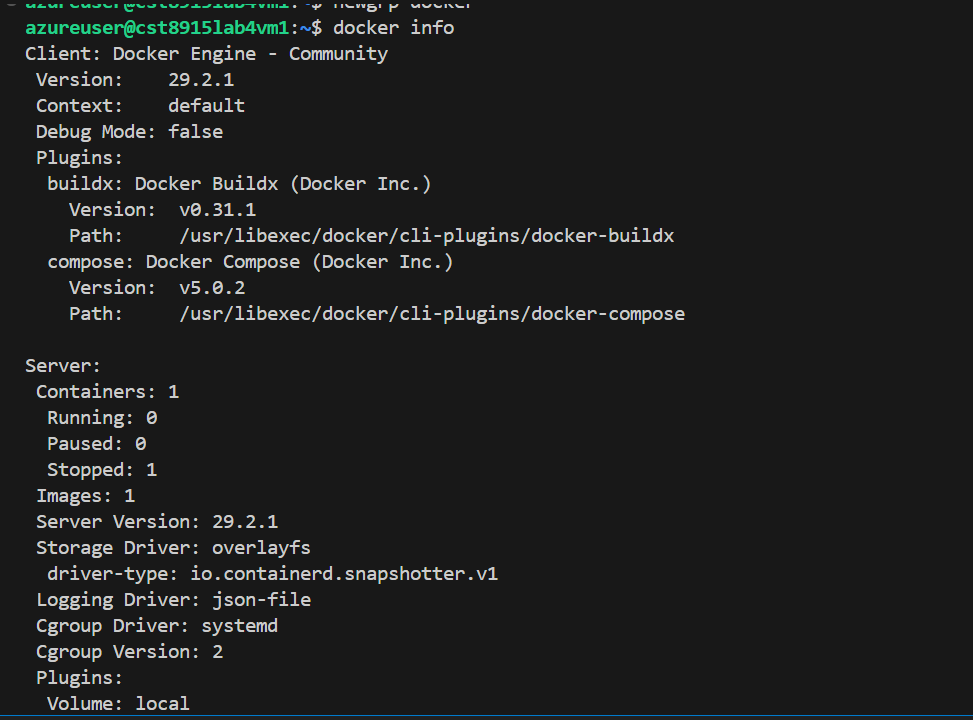 azureuser@cst8915lab4vm1:~$ newgrp docker
azureuser@cst8915lab4vm1:~$ docker info
Client: Docker Engine - Community
 Version:    29.2.1
 Context:    default
 Debug Mode: false
 Plugins:
  buildx: Docker Buildx (Docker Inc.)
    Version:  v0.31.1
    Path:     /usr/libexec/docker/cli-plugins/docker-buildx
  compose: Docker Compose (Docker Inc.)
    Version:  v5.0.2
    Path:     /usr/libexec/docker/cli-plugins/docker-compose

Server:
 Containers: 1
  Running: 0
  Paused: 0
  Stopped: 1
 Images: 1
 Server Version: 29.2.1
 Storage Driver: overlayfs
  driver-type: io.containerd.snapshotter.v1
 Logging Driver: json-file
 Cgroup Driver: systemd
 Cgroup Version: 2
 Plugins:
  Volume: local